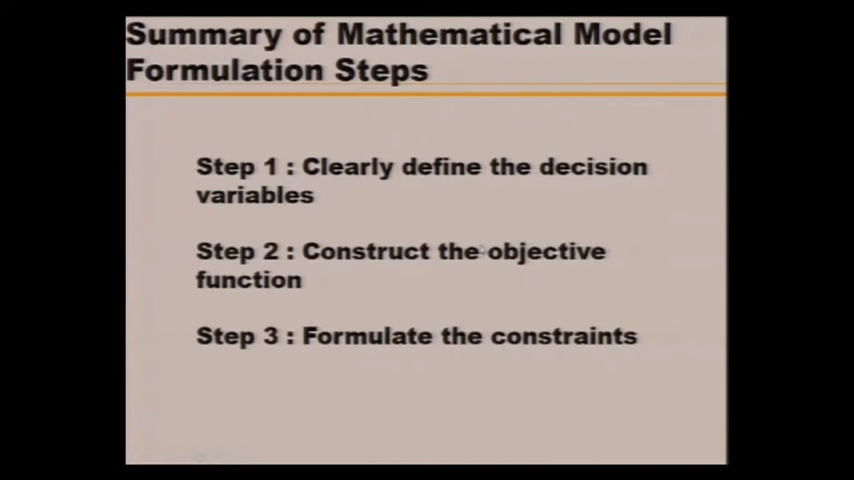 Summary of Mathematical Model
Formulation Steps
Step 1 : Clearly define the decision
variables
Step 2 : Construct the objective
function
Step 3 : Formulate the constraints